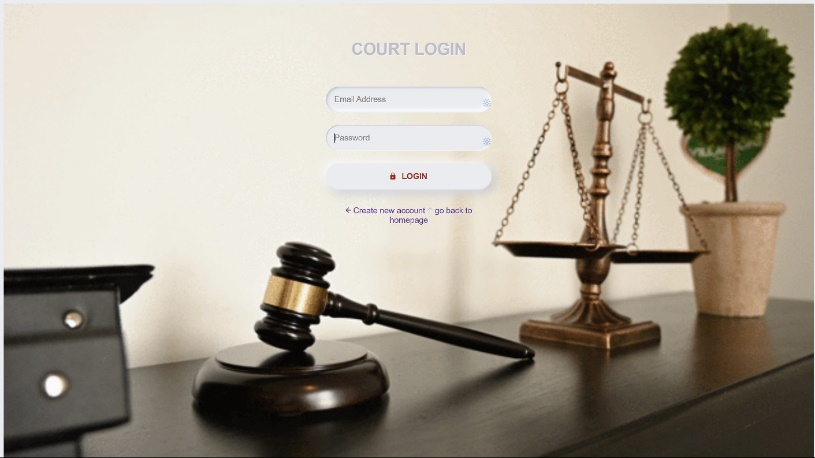 COURT LOGIN
Email Address
Password
LOGIN
← Create new account
go back to
homepage